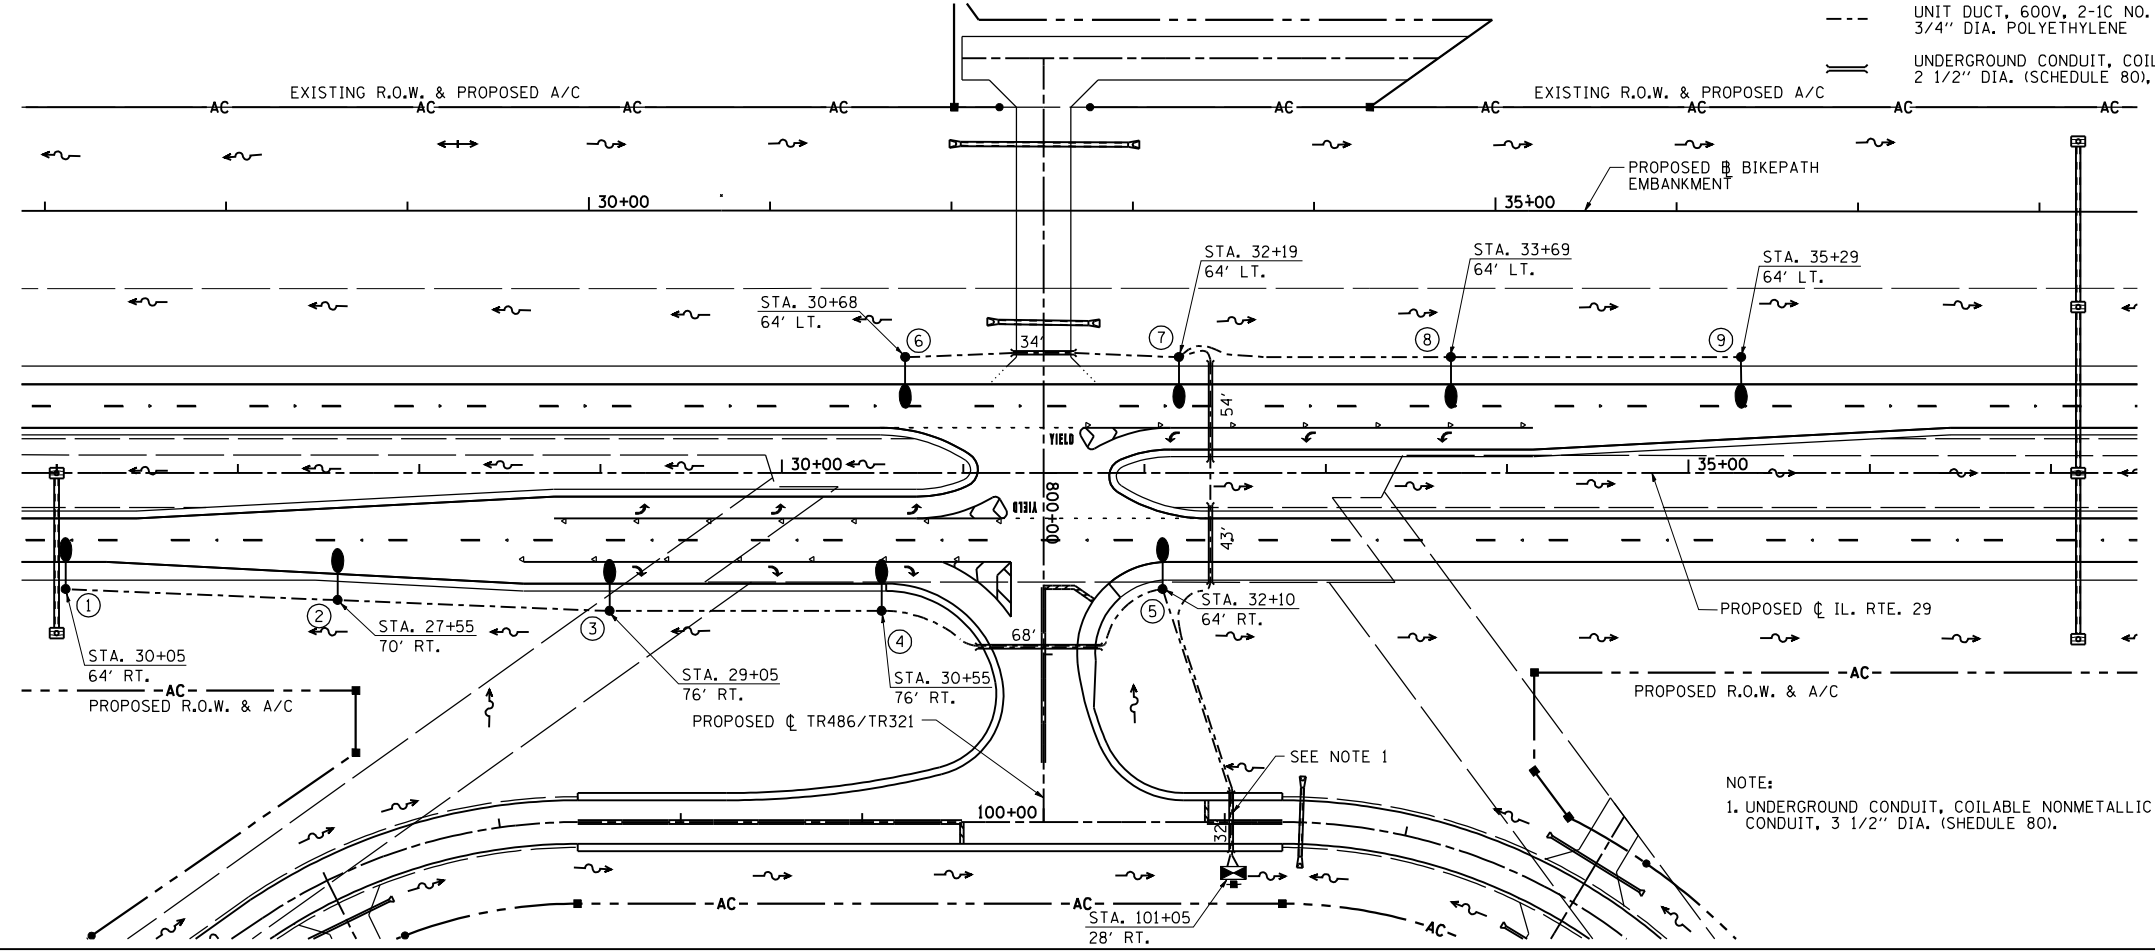 UNIT DUCT, 600V, 2-1C NO.
3/4" DIA. POLYETHYLENE
UNDERGROUND CONDUIT, COIL
2 1/2" DIA. (SCHEDULE 80),
EXISTING R.O.W. & PROPOSED A/C
EXISTING R.O.W. & PROPOSED A/C
AC AC AC AC AC AC AC AC AC
PROPOSED ⅊ BIKEPATH
EMBANKMENT
30+00
35+00
STA. 32+19
64' LT.
STA. 33+69
64' LT.
STA. 35+29
64' LT.
STA. 30+68
64' LT.
6
34'
7
8
9
54'
YIELD
30+00
35+00
YIELD
800+00
43'
1
2
3
4
5
STA. 27+55
70' RT.
STA. 32+10
64' RT.
PROPOSED ℄ IL. RTE. 29
68'
STA. 30+05
64' RT.
STA. 29+05
76' RT.
STA. 30+55
76' RT.
AC
AC
PROPOSED R.O.W. & A/C
PROPOSED R.O.W. & A/C
PROPOSED ℄ TR486/TR321
SEE NOTE 1
NOTE:
1. UNDERGROUND CONDUIT, COILABLE NONMETALLIC
CONDUIT, 3 1/2" DIA. (SHEDULE 80).
100+00
32'
AC
AC
AC
STA. 101+05
28' RT.